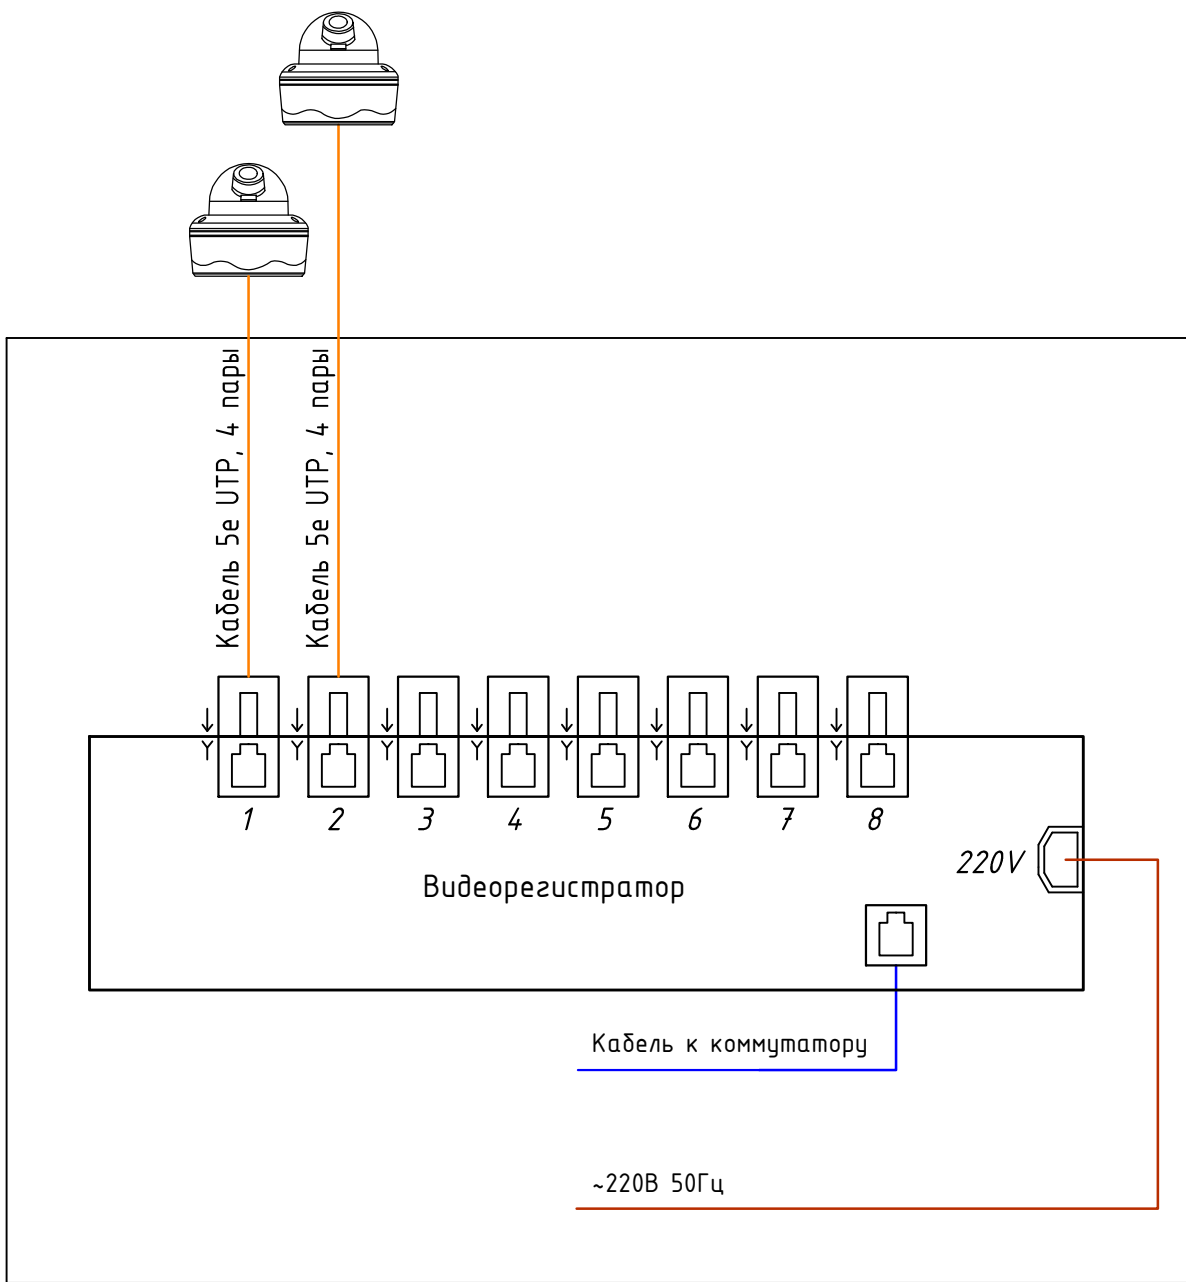 Кабель 5е UTP, 4 пары
Кабель 5е UTP, 4 пары
1 2 3 4 5 6 7 8
220V
Видеорегистратор
Кабель к коммутатору
~220В 50Гц